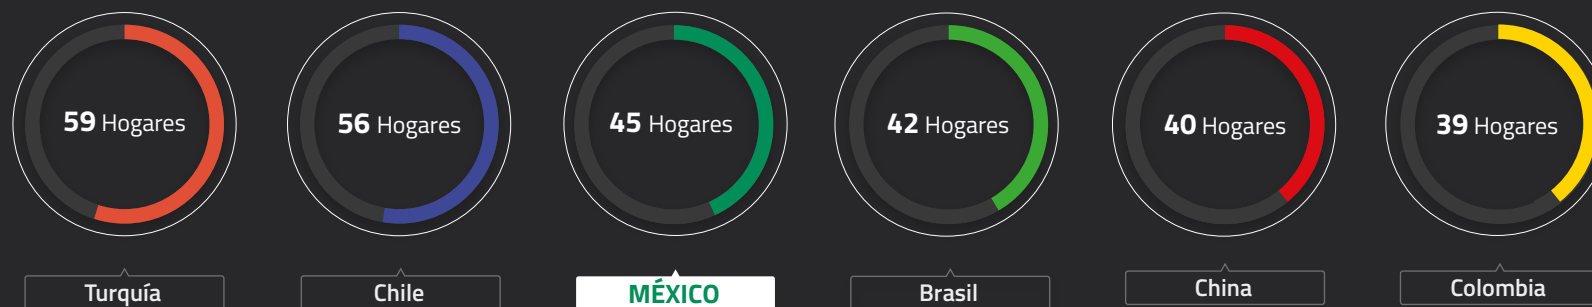 59 Hogares
56 Hogares
45 Hogares
42 Hogares
40 Hogares
39 Hogares
Turquía
Chile
MÉXICO
Brasil
China
Colombia